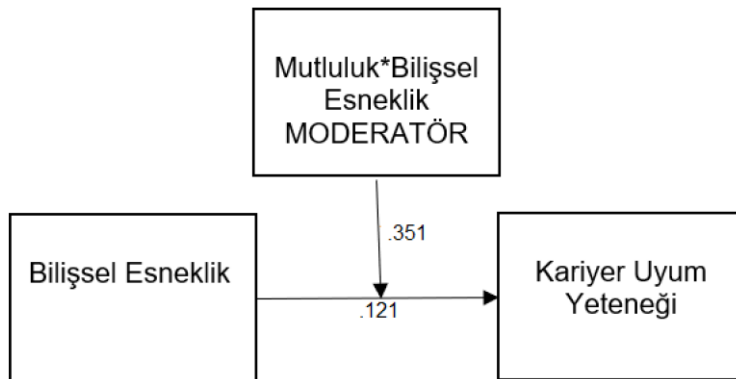 Mutluluk*Bilişsel
Esneklik
MODERATÖR
.351
Bilişsel Esneklik
.121
Kariyer Uyum
Yeteneği